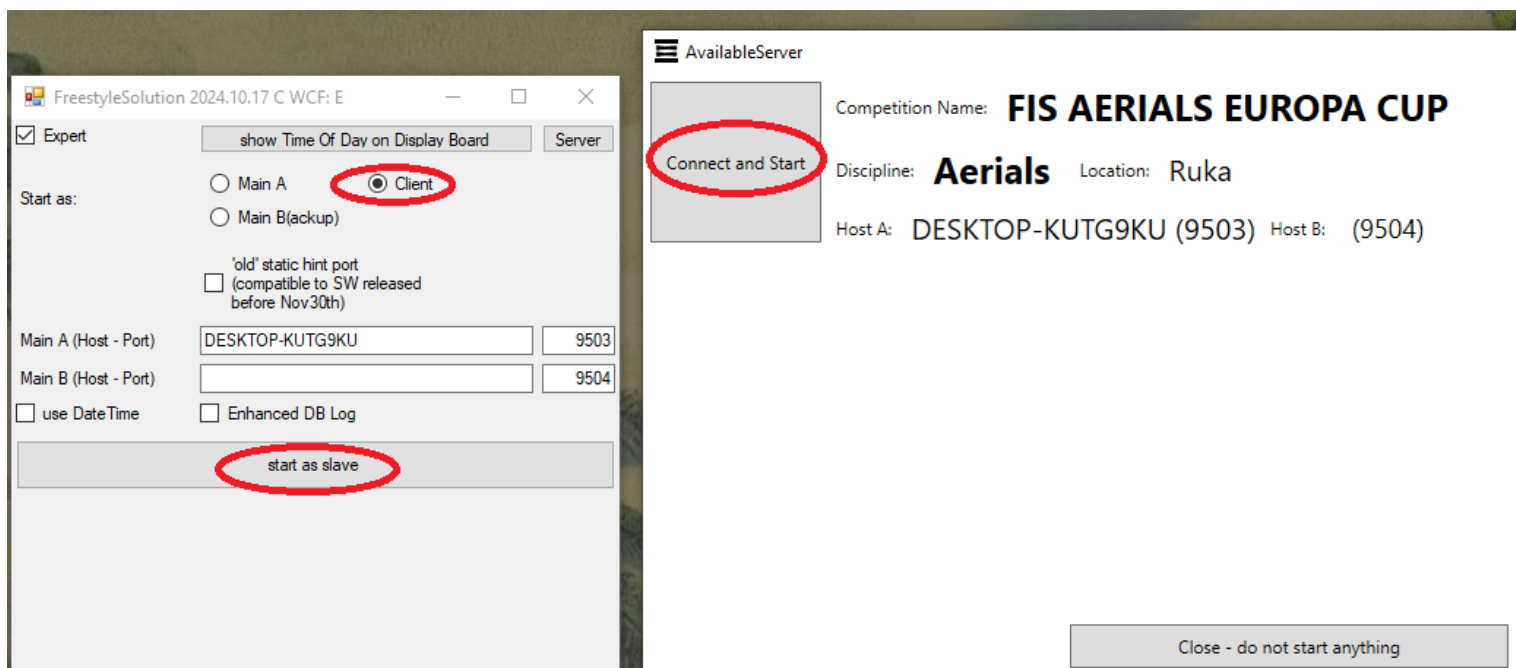 FreestyleSolution 2024.10.17 C WCF: E
Expert
show Time Of Day on Display Board
Server
Start as:
Main A
Client
Main B(ackup)
'old' static hint port
(compatible to SW released
before Nov30th)
Main A (Host - Port)
DESKTOP-KUTG9KU
9503
Main B (Host - Port)
9504
use DateTime
Enhanced DB Log
start as slave
AvailableServer
Connect and Start
Competition Name: FIS AERIALS EUROPA CUP
Discipline: Aerials Location: Ruka
Host A: DESKTOP-KUTG9KU (9503) Host B: (9504)
Close - do not start anything